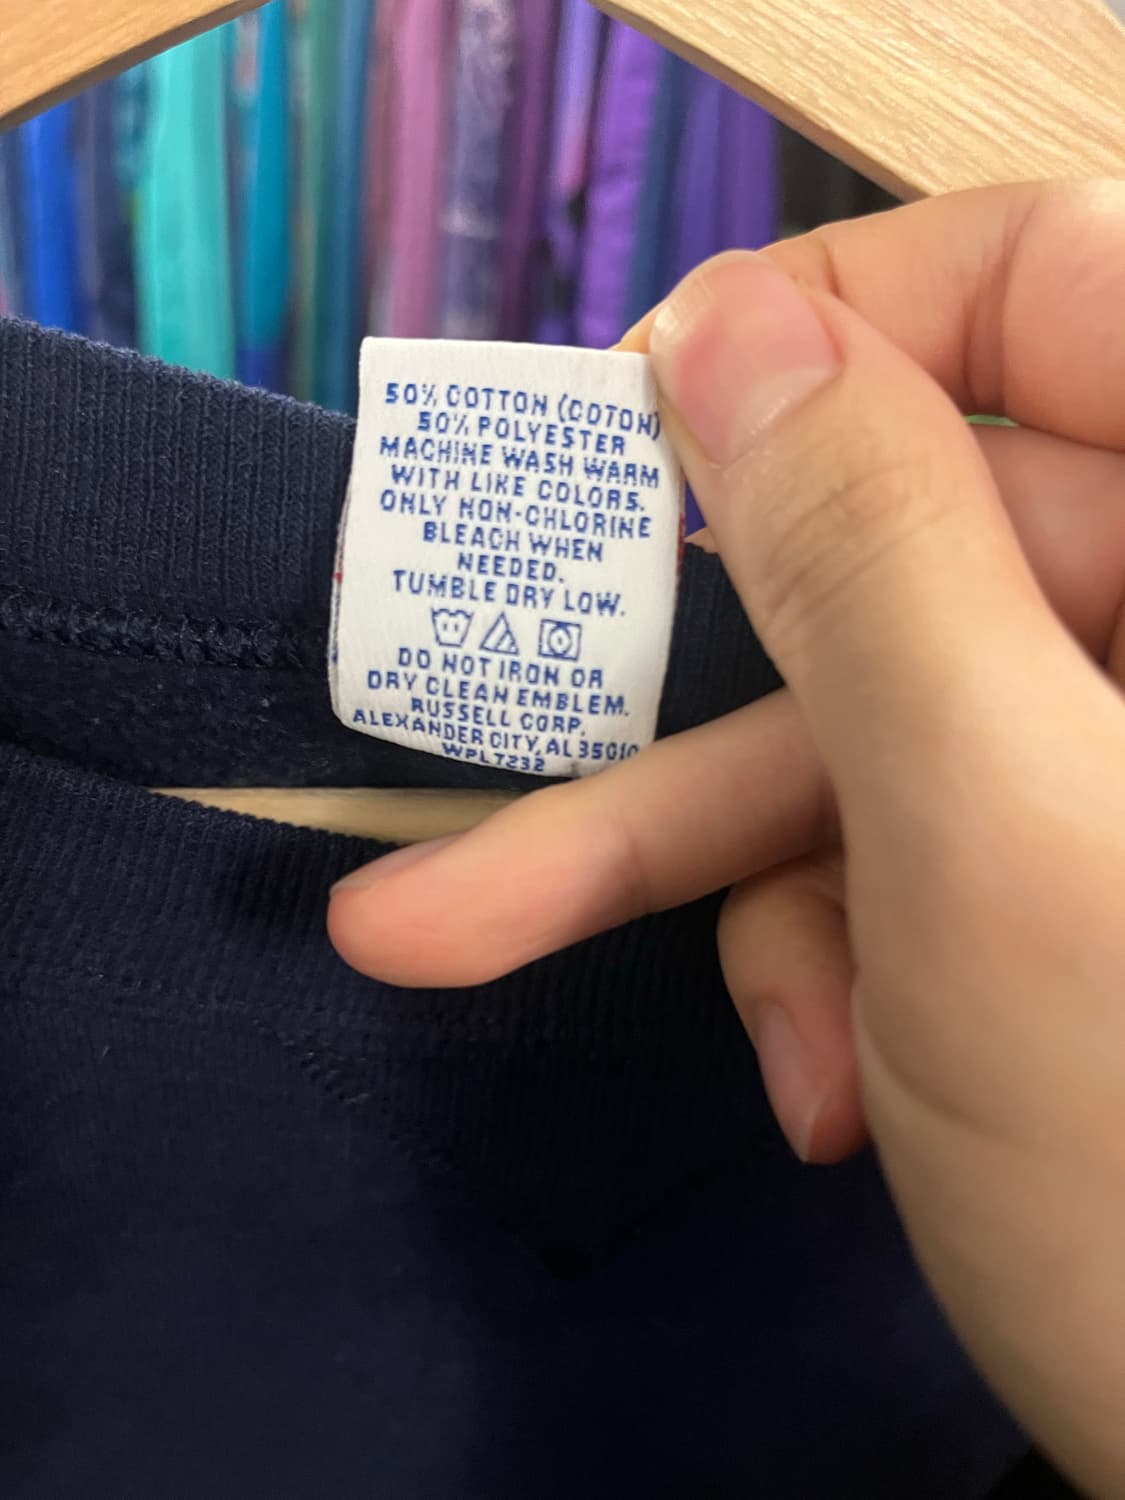 50% COTTON (COTON)
50% POLYESTER
MACHINE WASH WARM
WITH LIKE COLORS.
ONLY NON-CHLORINE
BLEACH WHEN
NEEDED.
TUMBLE DRY LOW.
DO NOT IRON OR
DRY CLEAN EMBLEM.
RUSSELL CORP.
ALEXANDER CITY, AL 35010
WPL7232